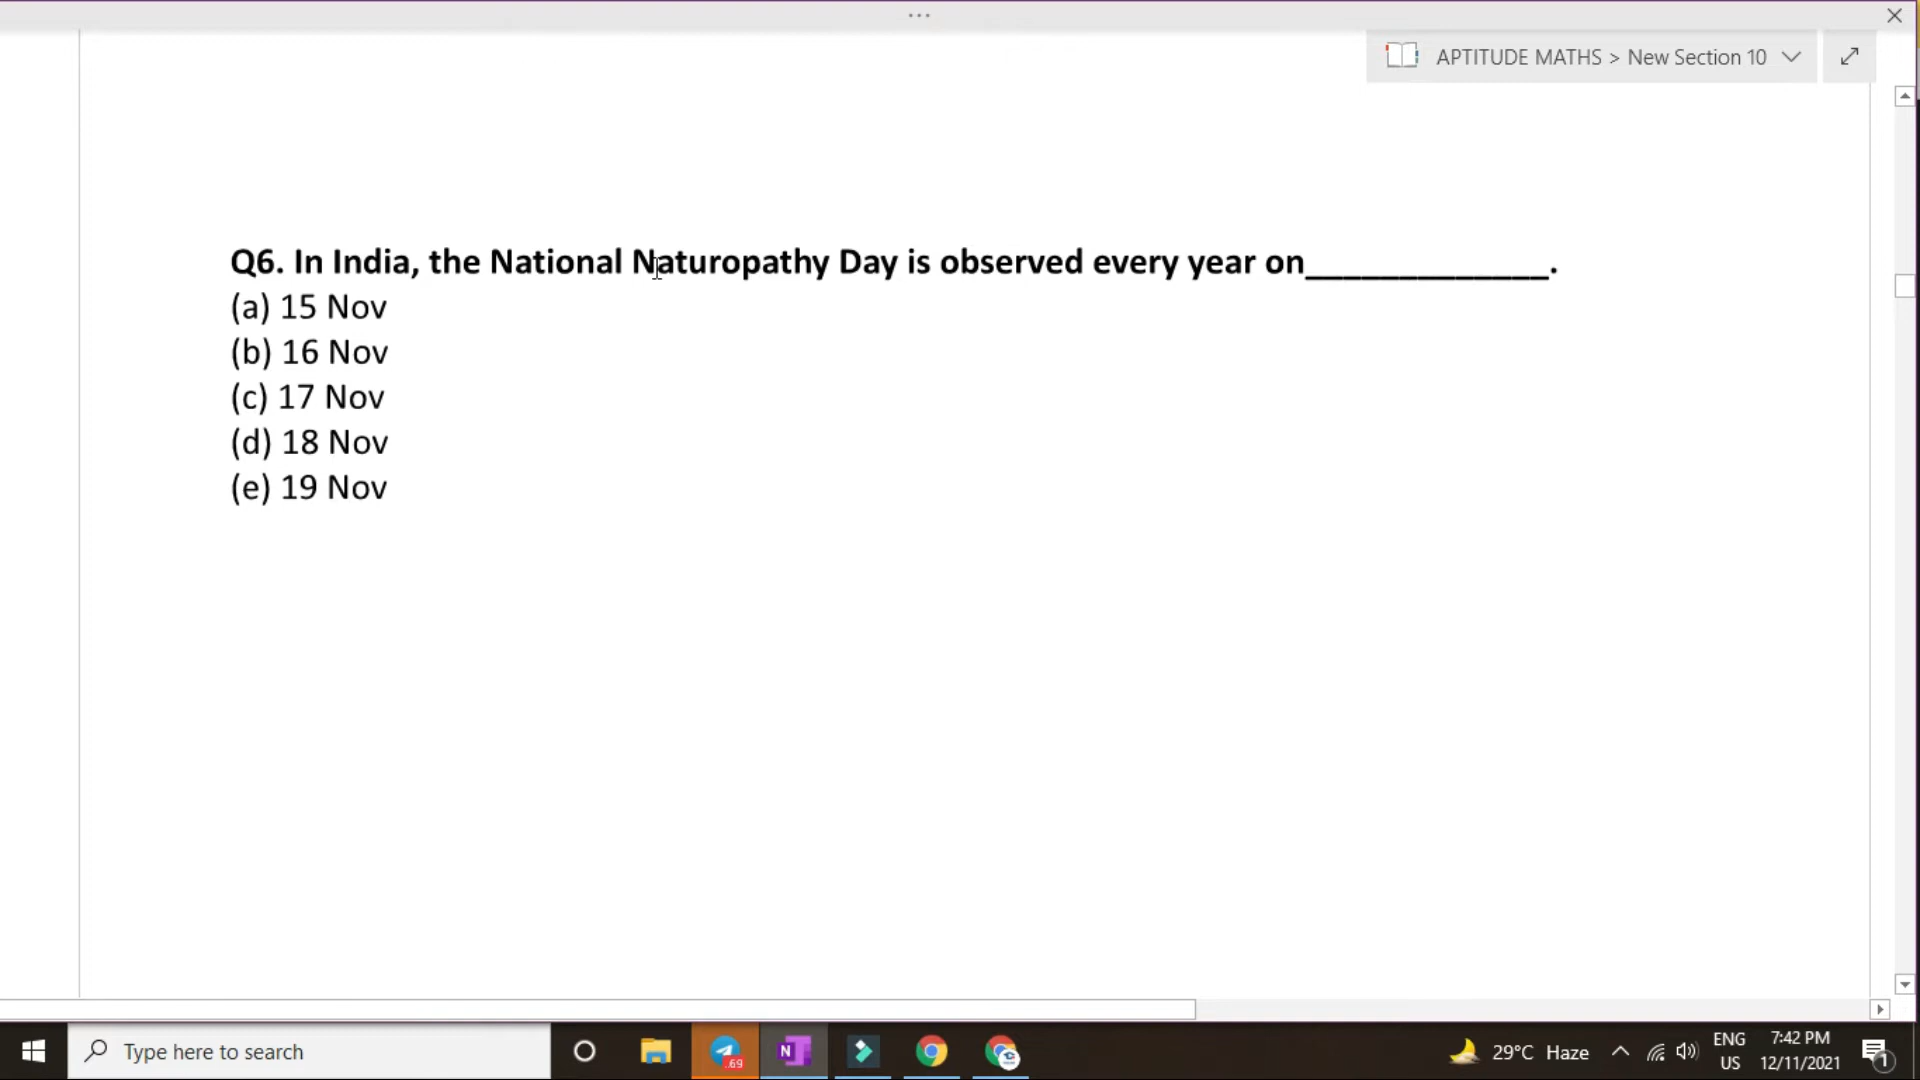 ...
APTITUDE MATHS > New Section 10
Q6. In India, the National Naturopathy Day is observed every year on_____________.
(a) 15 Nov
(b) 16 Nov
(c) 17 Nov
(d) 18 Nov
(e) 19 Nov
Type here to search
.69
N
29°C Haze
ENG
US
7:42 PM
12/11/2021
1